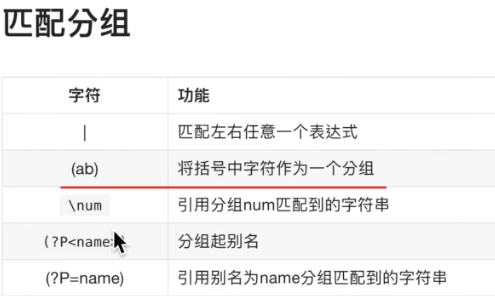 匹配分组
字符 功能
| 匹配左右任意一个表达式
(ab) 将括号中字符作为一个分组
\num 引用分组num匹配到的字符串
(?P<name>) 分组起别名
(?P=name) 引用别名为name分组匹配到的字符串